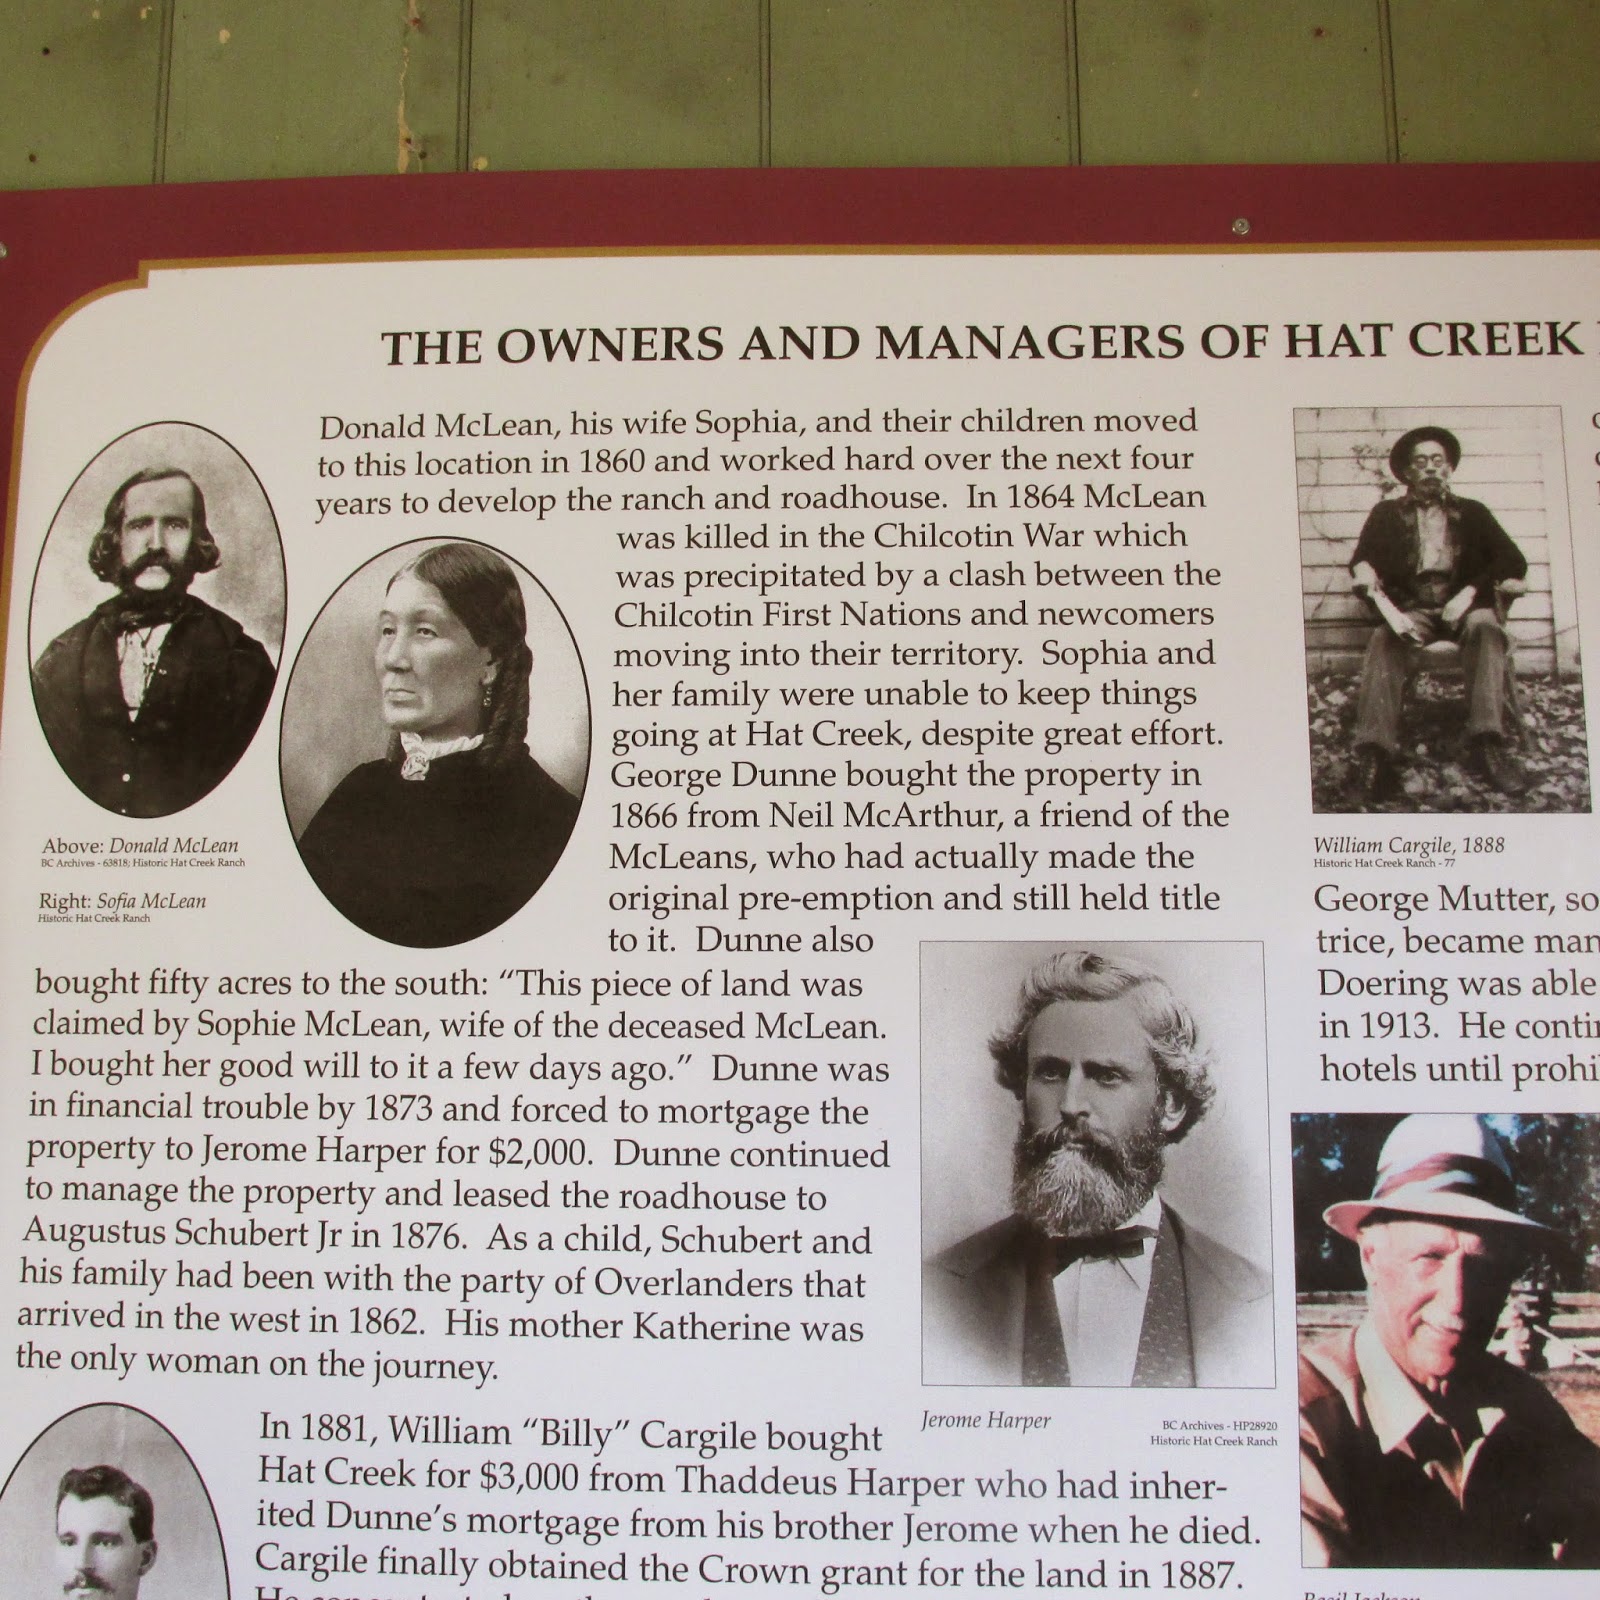 THE OWNERS AND MANAGERS OF HAT CREEK
Donald McLean, his wife Sophia, and their children moved
to this location in 1860 and worked hard over the next four
years to develop the ranch and roadhouse. In 1864 McLean
was killed in the Chilcotin War which
was precipitated by a clash between the
Chilcotin First Nations and newcomers
moving into their territory. Sophia and
her family were unable to keep things
going at Hat Creek, despite great effort.
George Dunne bought the property in
1866 from Neil McArthur, a friend of the
McLeans, who had actually made the
original pre-emption and still held title
to it. Dunne also
bought fifty acres to the south: “This piece of land was
claimed by Sophie McLean, wife of the deceased McLean.
I bought her good will to it a few days ago.” Dunne was
in financial trouble by 1873 and forced to mortgage the
property to Jerome Harper for $2,000. Dunne continued
to manage the property and leased the roadhouse to
Augustus Schubert Jr in 1876. As a child, Schubert and
his family had been with the party of Overlanders that
arrived in the west in 1862. His mother Katherine was
the only woman on the journey.
Above: Donald McLean
BC Archives - 63818; Historic Hat Creek Ranch
Right: Sofia McLean
Historic Hat Creek Ranch
Jerome Harper
BC Archives - HP28920
Historic Hat Creek Ranch
In 1881, William “Billy” Cargile bought
Hat Creek for $3,000 from Thaddeus Harper who had inher-
ited Dunne’s mortgage from his brother Jerome when he died.
Cargile finally obtained the Crown grant for the land in 1887.
William Cargile, 1888
Historic Hat Creek Ranch - 77
George Mutter, so
trice, became man
Doering was able
in 1913. He contin
hotels until prohi